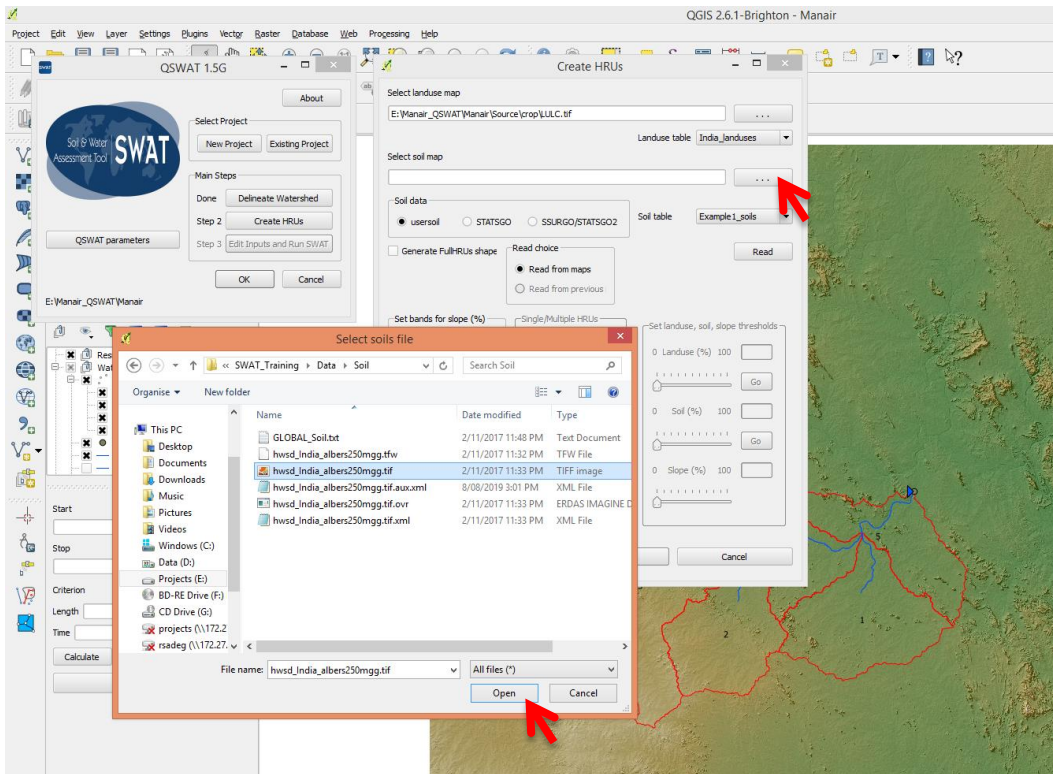 QGIS 2.6.1-Brighton - Manair
Project Edit View Layer Settings Plugins Vector Raster Database Web Processing Help
SWAT
QSWAT 1.5G
About
Soil & Water
Assessment Tool
SWAT
Select Project
New Project Existing Project
Main Steps
Done Delineate Watershed
Step 2 Create HRUs
QSWAT parameters
Step 3 Edit Inputs and Run SWAT
OK Cancel
E:\Manair_QSWAT\Manair
Create HRUs
Select landuse map
E:\Manair_QSWAT\Manair\Source\crop\LULC.tif
...
Landuse table India_landuses
Select soil map
...
Soil data
usersoil STATSGO SSURGO/STATSGO2
Soil table Example1_soils
Generate FullHRUs shape
Read choice
Read from maps
Read from previous
Read
Set bands for slope (%)
Single/Multiple HRUs
Set landuse, soil, slope thresholds
0 Landuse (%) 100
Go
0 Soil (%) 100
Go
0 Slope (%) 100
Cancel
Select soils file
« SWAT_Training Data Soil
Search Soil
Organise New folder
Name Date modified Type
This PC
Desktop
Documents
Downloads
Music
Pictures
Videos
Windows (C:)
Data (D:)
Projects (E:)
BD-RE Drive (F:)
CD Drive (G:)
projects (\\172.2
rsadeg (\\172.27.
GLOBAL_Soil.txt 2/11/2017 11:48 PM Text Document
hwsd_India_albers250mgg.tfw 2/11/2017 11:32 PM TFW File
hwsd_India_albers250mgg.tif 2/11/2017 11:33 PM TIFF image
hwsd_India_albers250mgg.tif.aux.xml 8/08/2019 3:01 PM XML File
hwsd_India_albers250mgg.tif.ovr 2/11/2017 11:33 PM ERDAS IMAGINE D
hwsd_India_albers250mgg.tif.xml 2/11/2017 11:33 PM XML File
File name: hwsd_India_albers250mgg.tif
All files (*)
Open Cancel
Res
Wat
Start
Stop
Criterion
Length
Time
Calculate
5
1
2